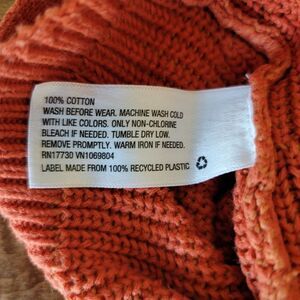 100% COTTON
WASH BEFORE WEAR. MACHINE WASH COLD
WITH LIKE COLORS. ONLY NON-CHLORINE
BLEACH IF NEEDED. TUMBLE DRY LOW.
REMOVE PROMPTLY. WARM IRON IF NEEDED.
RN17730 VN1069804
LABEL MADE FROM 100% RECYCLED PLASTIC